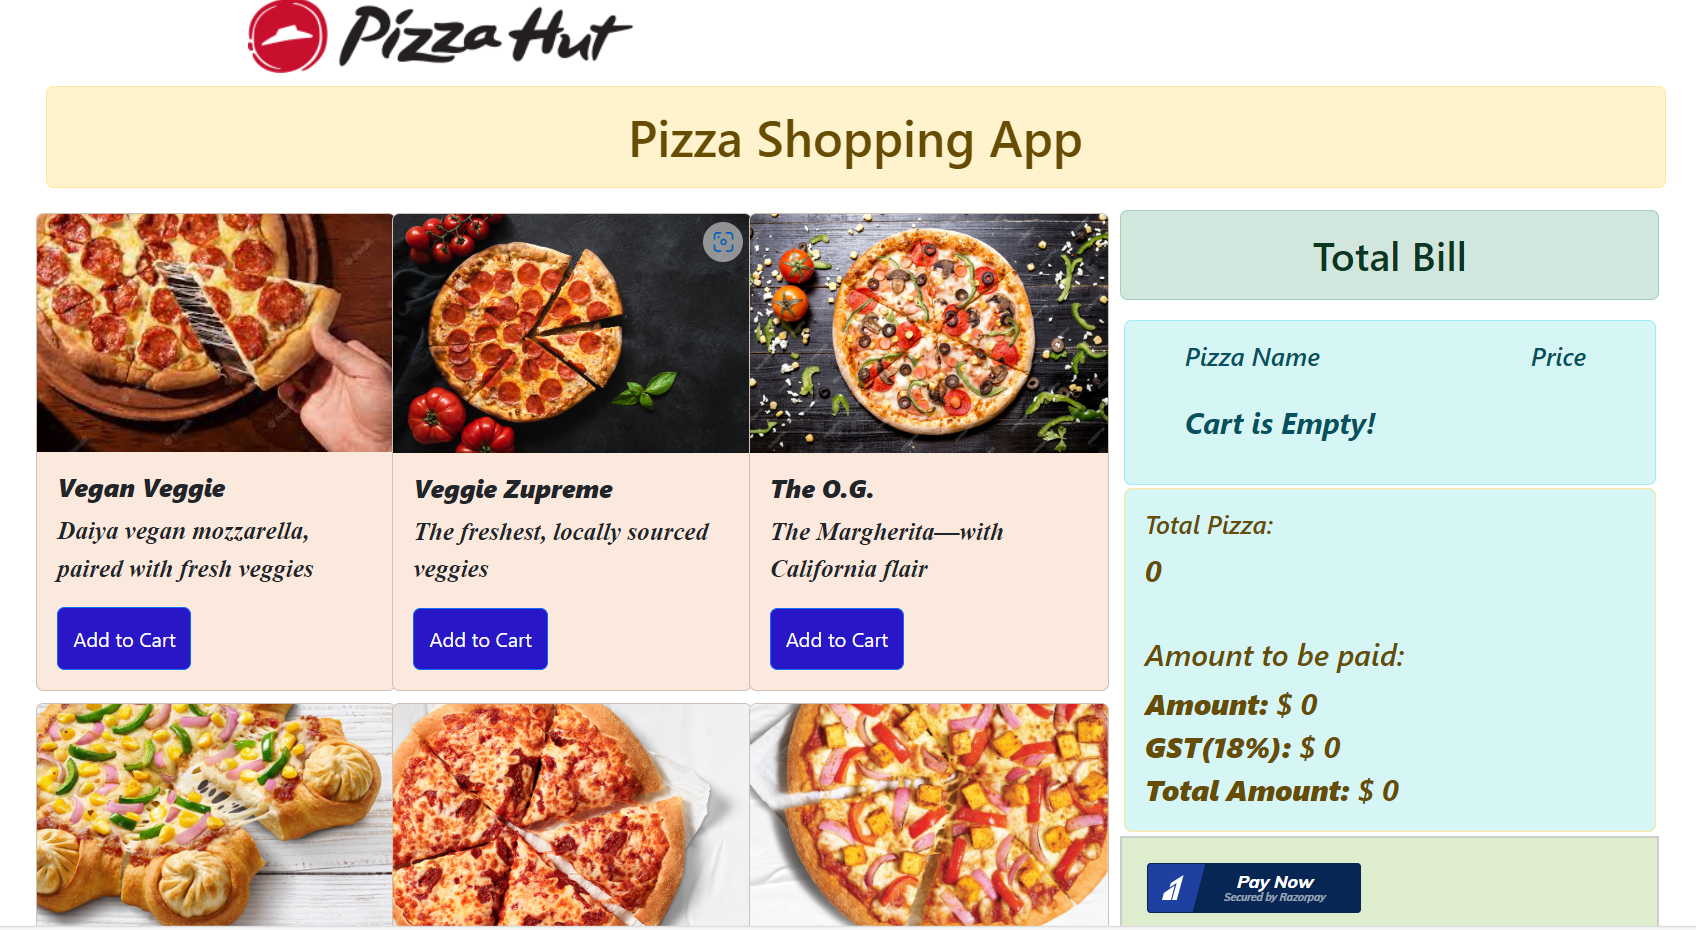 Pizza Hut
Pizza Shopping App
Vegan Veggie
Daiya vegan mozzarella,
paired with fresh veggies
Add to Cart
Veggie Zupreme
The freshest, locally sourced
veggies
Add to Cart
The O.G.
The Margherita—with
California flair
Add to Cart
Total Bill
Pizza Name Price
Cart is Empty!
Total Pizza:
0
Amount to be paid:
Amount: $ 0
GST(18%): $ 0
Total Amount: $ 0
Pay Now
Secured by Razorpay